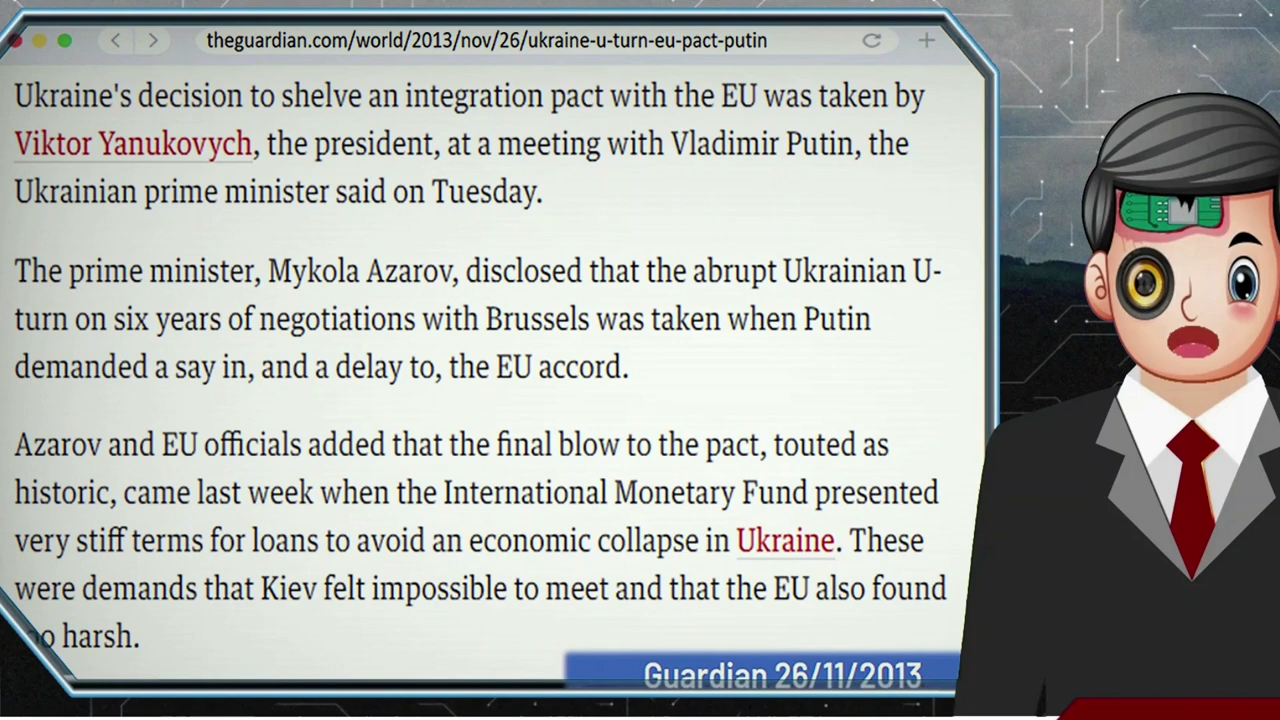 theguardian.com/world/2013/nov/26/ukraine-u-turn-eu-pact-putin
Ukraine's decision to shelve an integration pact with the EU was taken by
Viktor Yanukovych, the president, at a meeting with Vladimir Putin, the
Ukrainian prime minister said on Tuesday.
The prime minister, Mykola Azarov, disclosed that the abrupt Ukrainian U-
turn on six years of negotiations with Brussels was taken when Putin
demanded a say in, and a delay to, the EU accord.
Azarov and EU officials added that the final blow to the pact, touted as
historic, came last week when the International Monetary Fund presented
very stiff terms for loans to avoid an economic collapse in Ukraine. These
were demands that Kiev felt impossible to meet and that the EU also found
harsh.
Guardian 26/11/2013